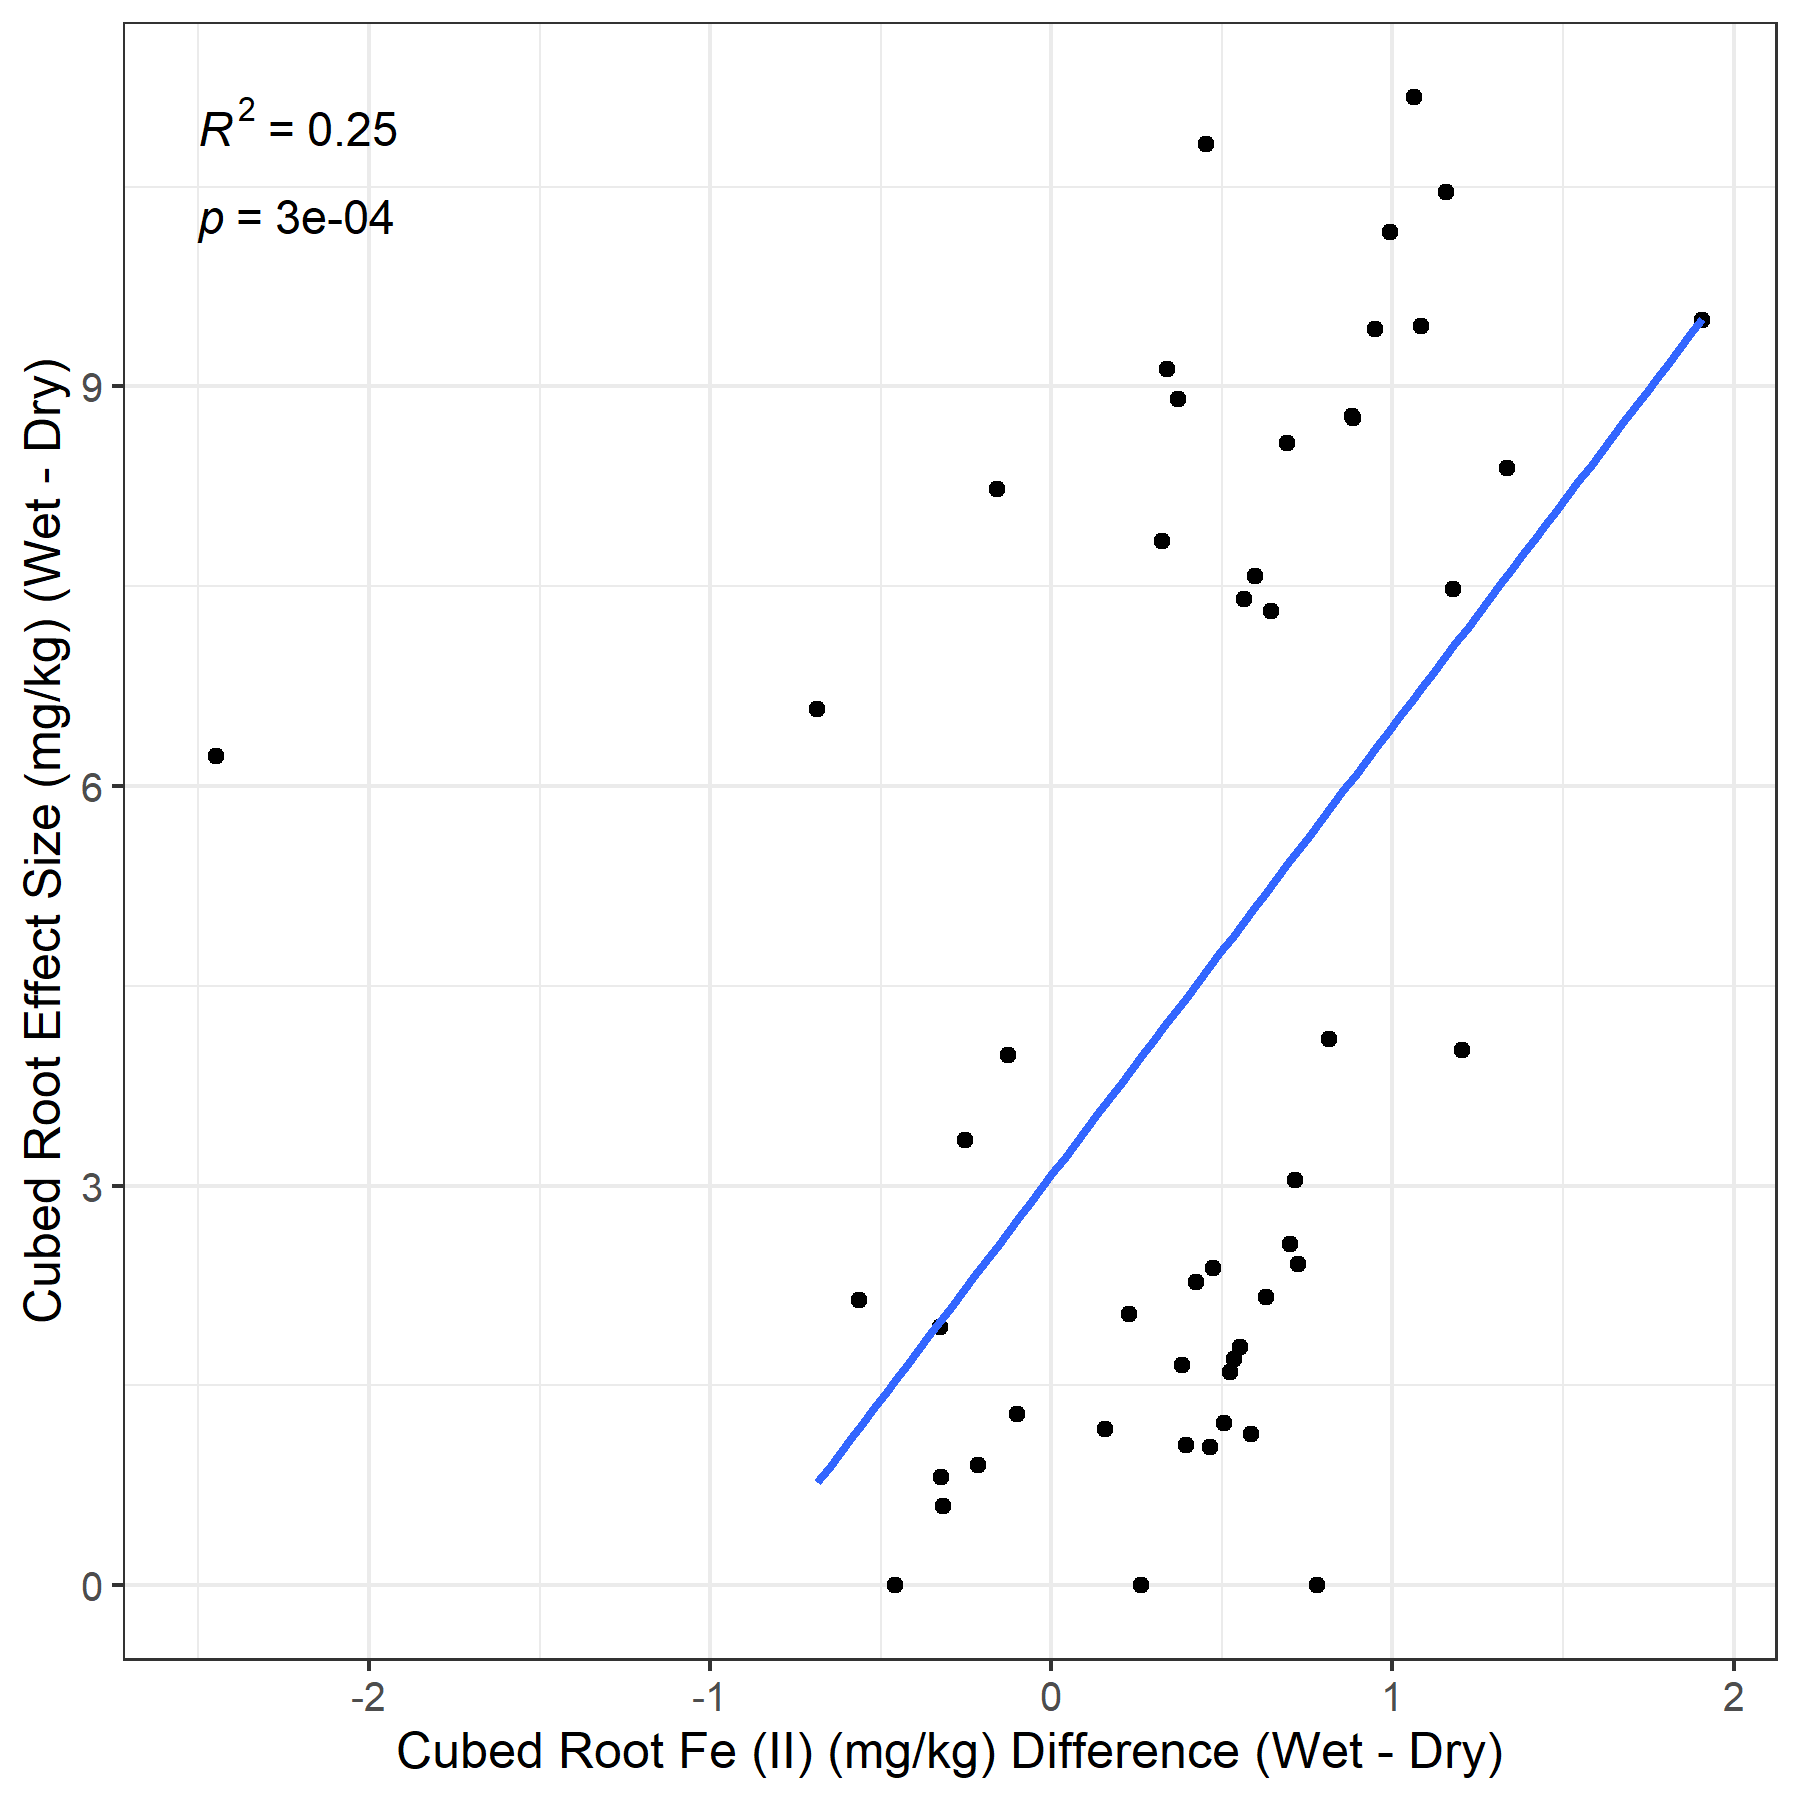 R² = 0.25
p = 3e-04
Cubed Root Effect Size (mg/kg) (Wet - Dry)
9
6
3
0
-2 -1 0 1 2
Cubed Root Fe (II) (mg/kg) Difference (Wet - Dry)